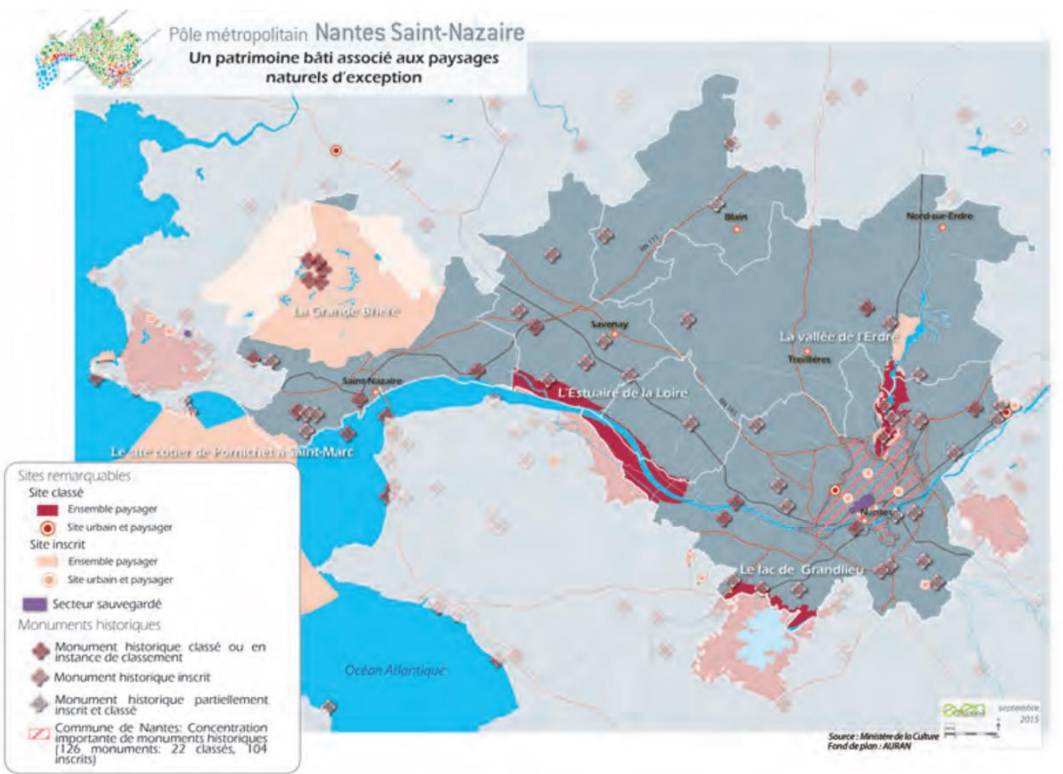 Pôle métropolitain Nantes Saint-Nazaire
Un patrimoine bâti associé aux paysages
naturels d'exception
Blain
Nord-sur-Erdre
La Grande Brière
Savenay
La vallée de l'Erdre
Treillières
Saint-Nazaire
L'Estuaire de la Loire
Le site côtier de Pornichet à Saint-Marc
Nantes
Le lac de Grandlieu
Océan Atlantique
Sites remarquables
Site classé
Ensemble paysager
Site urbain et paysager
Site inscrit
Ensemble paysager
Site urbain et paysager
Secteur sauvegardé
Monuments historiques
Monument historique classé ou en
instance de classement
Monument historique inscrit
Monument historique partiellement
inscrit et classé
Commune de Nantes: Concentration
importante de monuments historiques
(126 monuments: 22 classés, 104
inscrits)
septembre
2015
Source : Ministère de la Culture
Fond de plan : AURAN